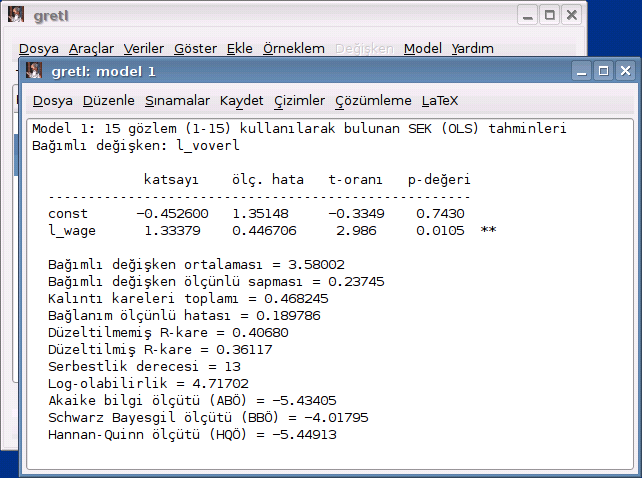 gretl
Dosya Araçlar Veriler Göster Ekle Örneklem Değişken Model Yardım
gretl: model 1
Dosya Düzenle Sınamalar Kaydet Çizimler Çözümleme LaTeX
Model 1: 15 gözlem (1-15) kullanılarak bulunan SEK (OLS) tahminleri
Bağımlı değişken: l_voverl
katsayı ölç. hata t-oranı p-değeri
-----------------------------------------------------
const −0.452600 1.35148 −0.3349 0.7430
l_wage 1.33379 0.446706 2.986 0.0105 **
Bağımlı değişken ortalaması = 3.58002
Bağımlı değişken ölçünlü sapması = 0.23745
Kalıntı kareleri toplamı = 0.468245
Bağlanım ölçünlü hatası = 0.189786
Düzeltilmemiş R-kare = 0.40680
Düzeltilmiş R-kare = 0.36117
Serbestlik derecesi = 13
Log-olabilirlik = 4.71702
Akaike bilgi ölçütü (ABÖ) = −5.43405
Schwarz Bayesgil ölçütü (BBÖ) = −4.01795
Hannan-Quinn ölçütü (HQÖ) = −5.44913